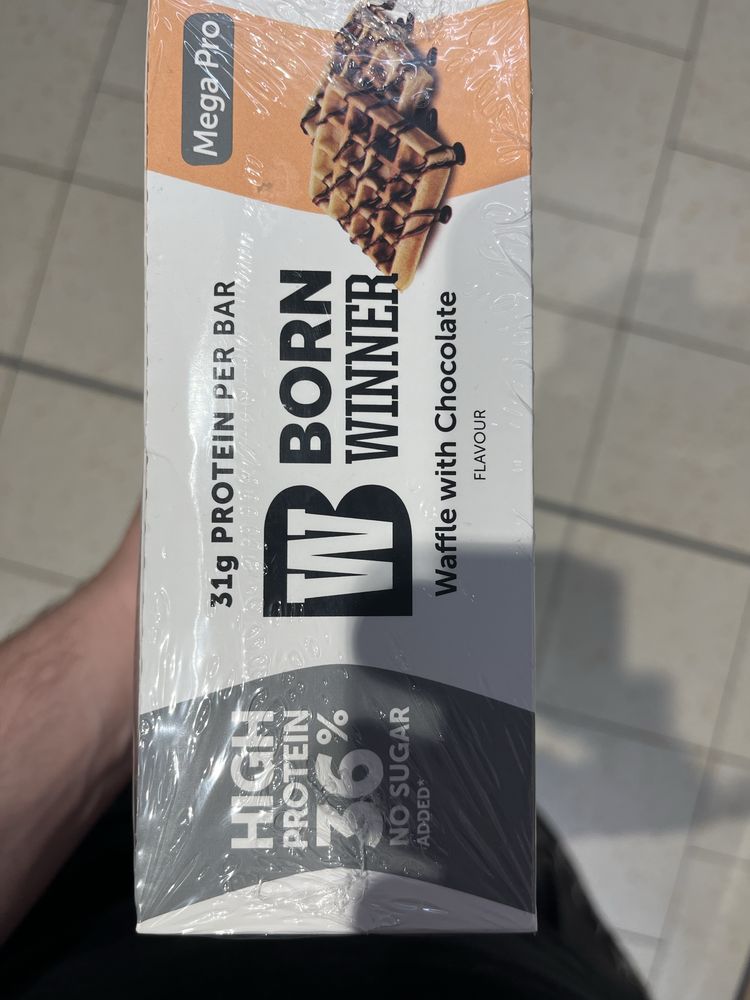 HIGH
PROTEIN
36%
NO SUGAR
ADDED*
31g PROTEIN PER BAR
W
BORN
WINNER
Waffle with Chocolate
FLAVOUR
Mega Pro